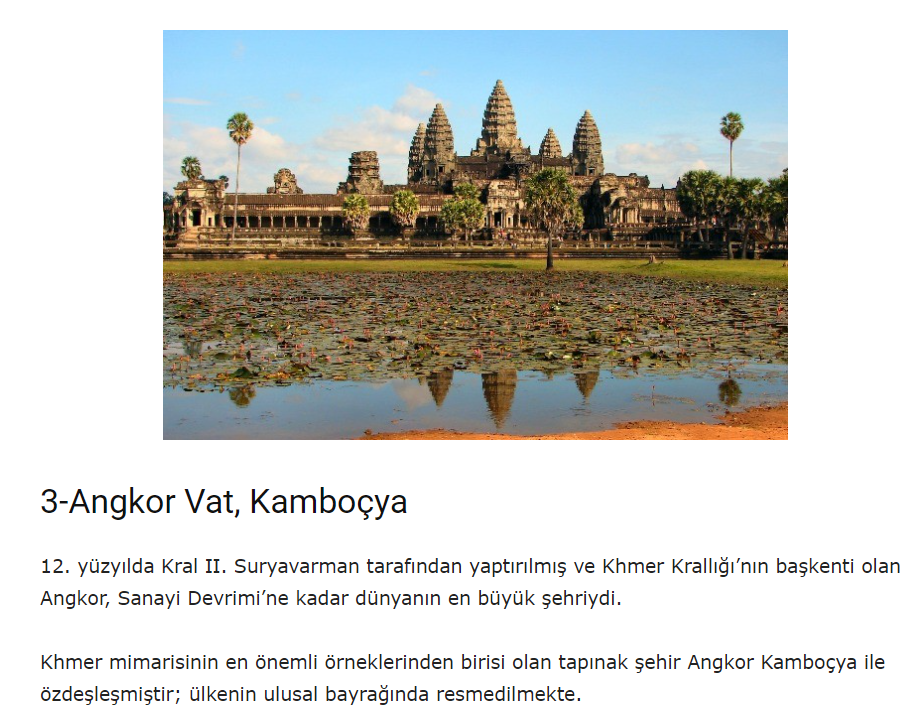 3-Angkor Vat, Kamboçya
12. yüzyılda Kral II. Suryavarman tarafından yaptırılmış ve Khmer Krallığı’nın başkenti olan
Angkor, Sanayi Devrimi’ne kadar dünyanın en büyük şehriydi.
Khmer mimarisinin en önemli örneklerinden birisi olan tapınak şehir Angkor Kamboçya ile
özdeşleşmiştir; ülkenin ulusal bayrağında resmedilmekte.